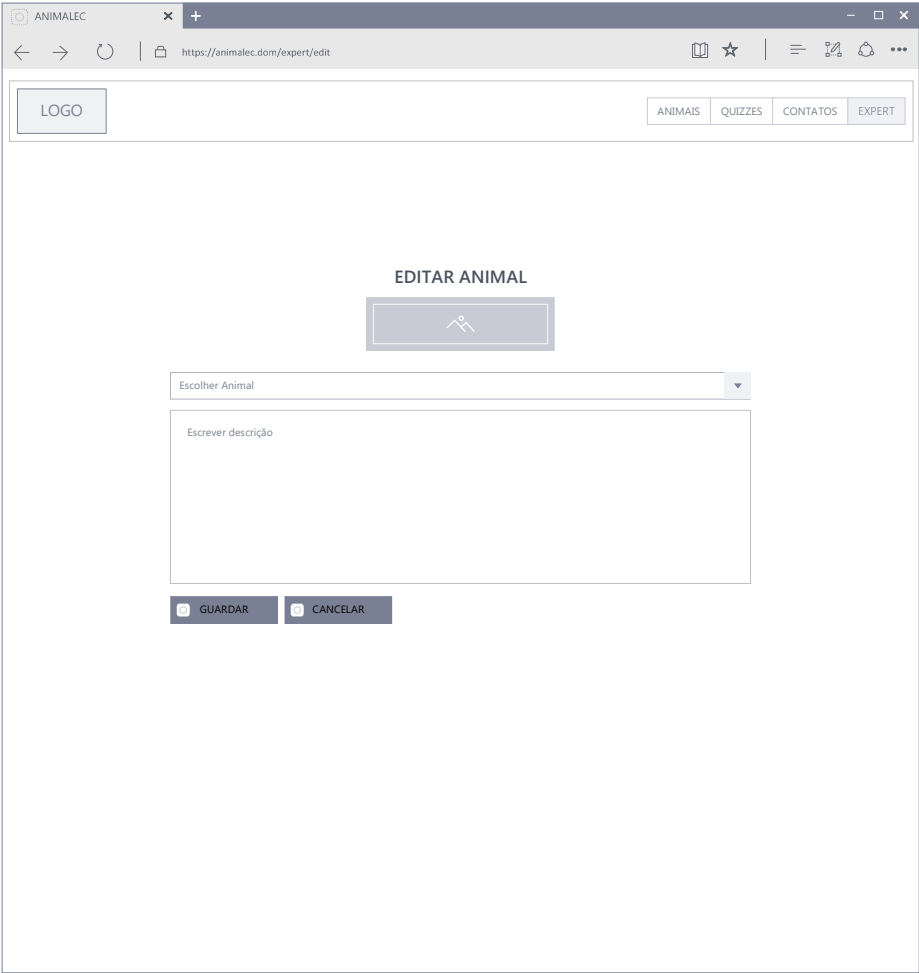 ANIMALEC
https://animalec.dom/expert/edit
LOGO
ANIMAIS QUIZZES CONTATOS EXPERT
EDITAR ANIMAL
Escolher Animal
Escrever descrição
GUARDAR CANCELAR